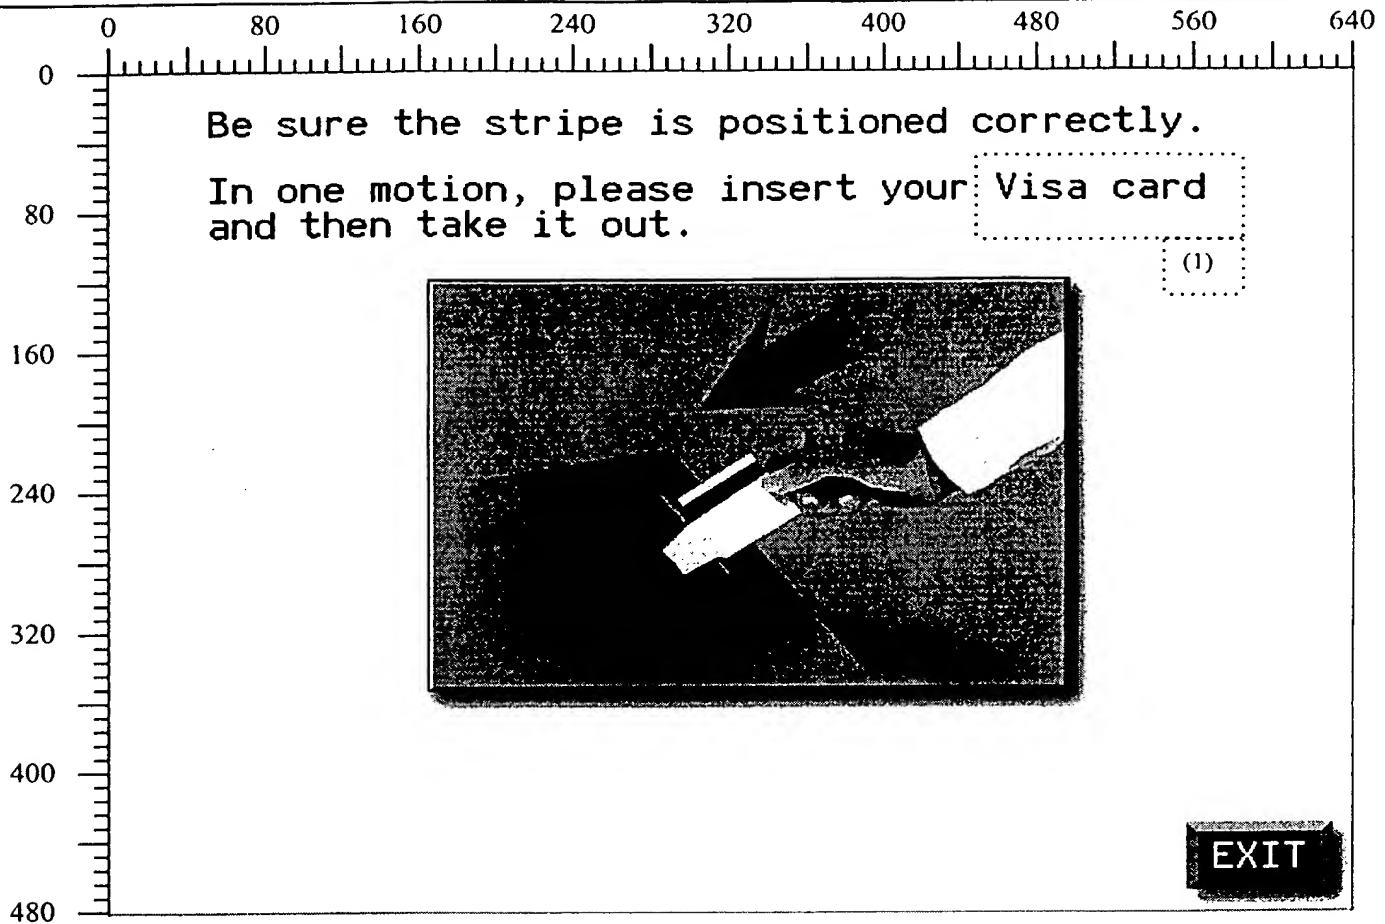 0 80 160 240 320 400 480 560 640
0
Be sure the stripe is positioned correctly.
In one motion, please insert your Visa card
80
and then take it out.
(1)
160
240
320
400
EXIT
480